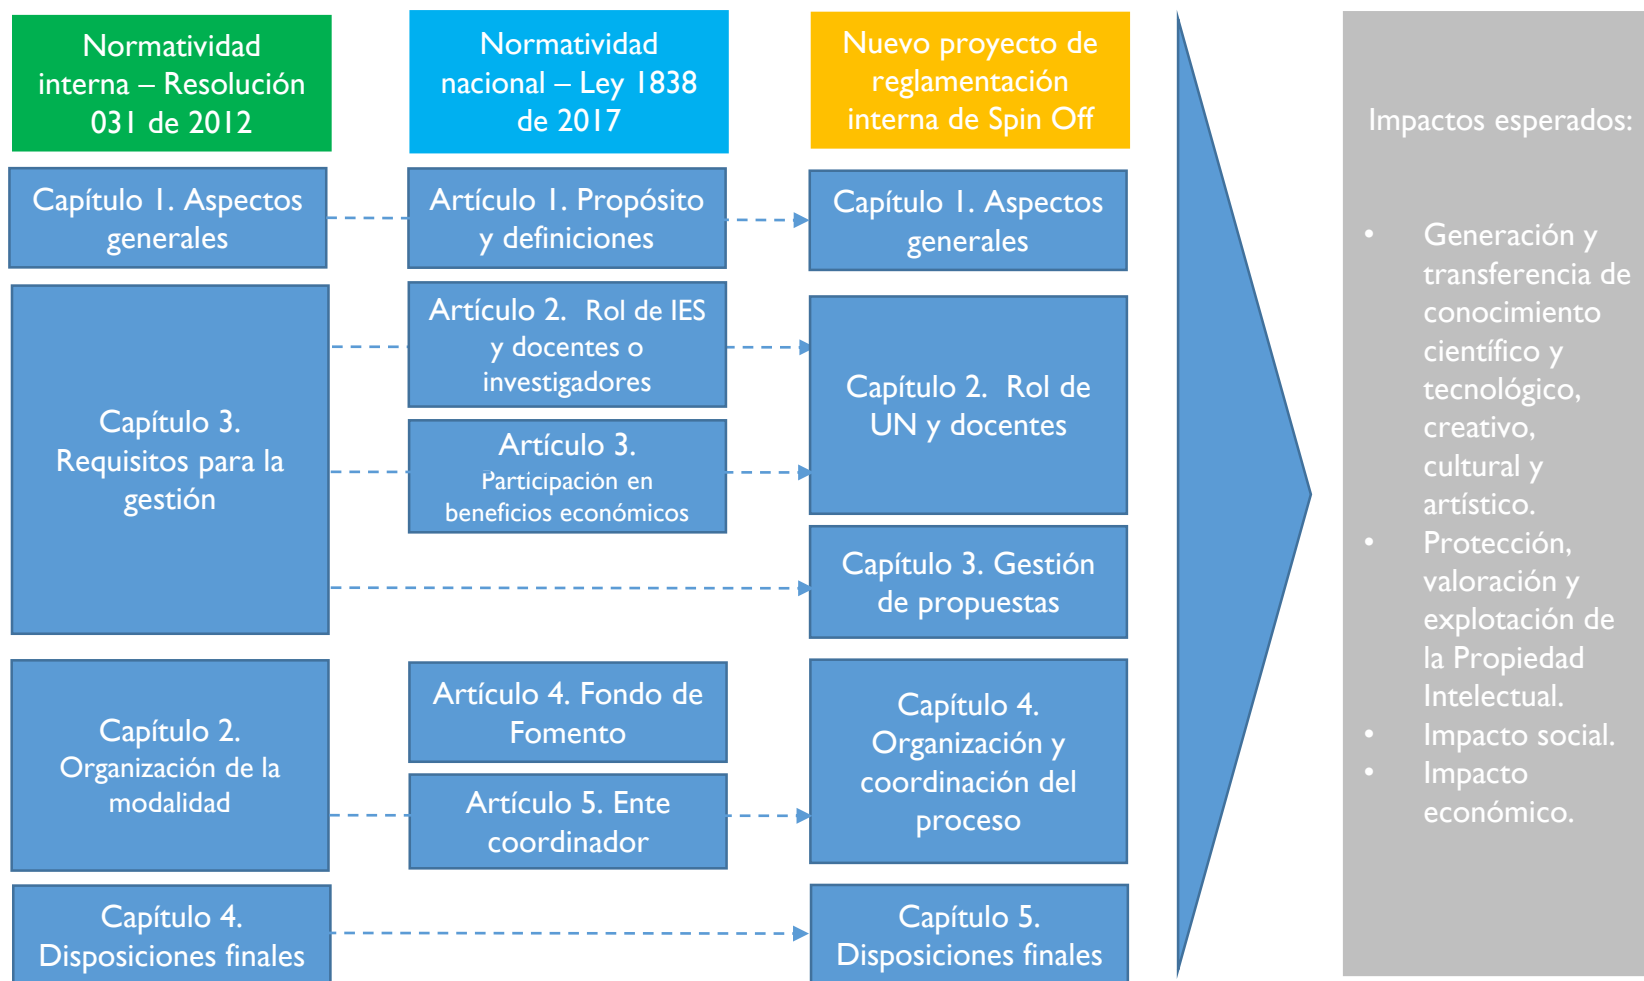 Normatividad
interna – Resolución
031 de 2012
Normatividad
nacional – Ley 1838
de 2017
Nuevo proyecto de
reglamentación
interna de Spin Off
Capítulo 1. Aspectos
generales
Artículo 1. Propósito
y definiciones
Capítulo 1. Aspectos
generales
Capítulo 3.
Requisitos para la
gestión
Artículo 2. Rol de IES
y docentes o
investigadores
Artículo 3.
Participación en
beneficios económicos
Capítulo 2. Rol de
UN y docentes
Capítulo 3. Gestión
de propuestas
Capítulo 2.
Organización de la
modalidad
Artículo 4. Fondo de
Fomento
Artículo 5. Ente
coordinador
Capítulo 4.
Organización y
coordinación del
proceso
Capítulo 4.
Disposiciones finales
Capítulo 5.
Disposiciones finales
Impactos esperados:
• Generación y
transferencia de
conocimiento
científico y
tecnológico,
creativo,
cultural y
artístico.
• Protección,
valoración y
explotación de
la Propiedad
Intelectual.
• Impacto social.
• Impacto
económico.